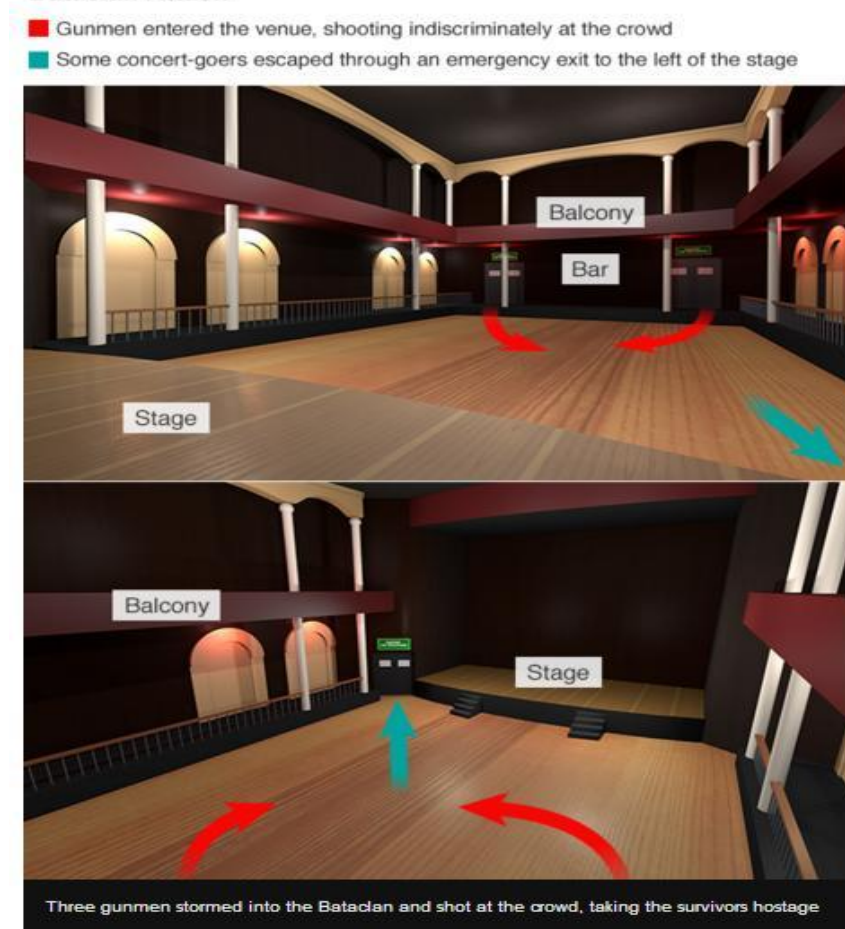 Gunmen entered the venue, shooting indiscriminately at the crowd
Some concert-goers escaped through an emergency exit to the left of the stage
Balcony
Bar
Stage
Balcony
Stage
Three gunmen stormed into the Bataclan and shot at the crowd, taking the survivors hostage